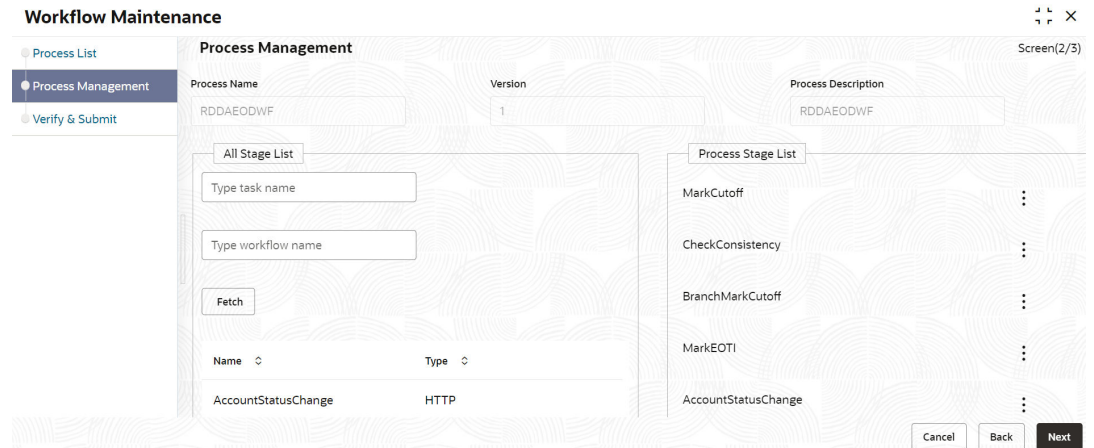 Workflow Maintenance
Process List
Process Management
Verify & Submit
Process Management
Screen(2/3)
Process Name
Version
Process Description
RDDAEODWF
1
RDDAEODWF
All Stage List
Type task name
Type workflow name
Fetch
Name
Type
AccountStatusChange
HTTP
Process Stage List
MarkCutoff
CheckConsistency
BranchMarkCutoff
MarkEOTI
AccountStatusChange
Cancel
Back
Next